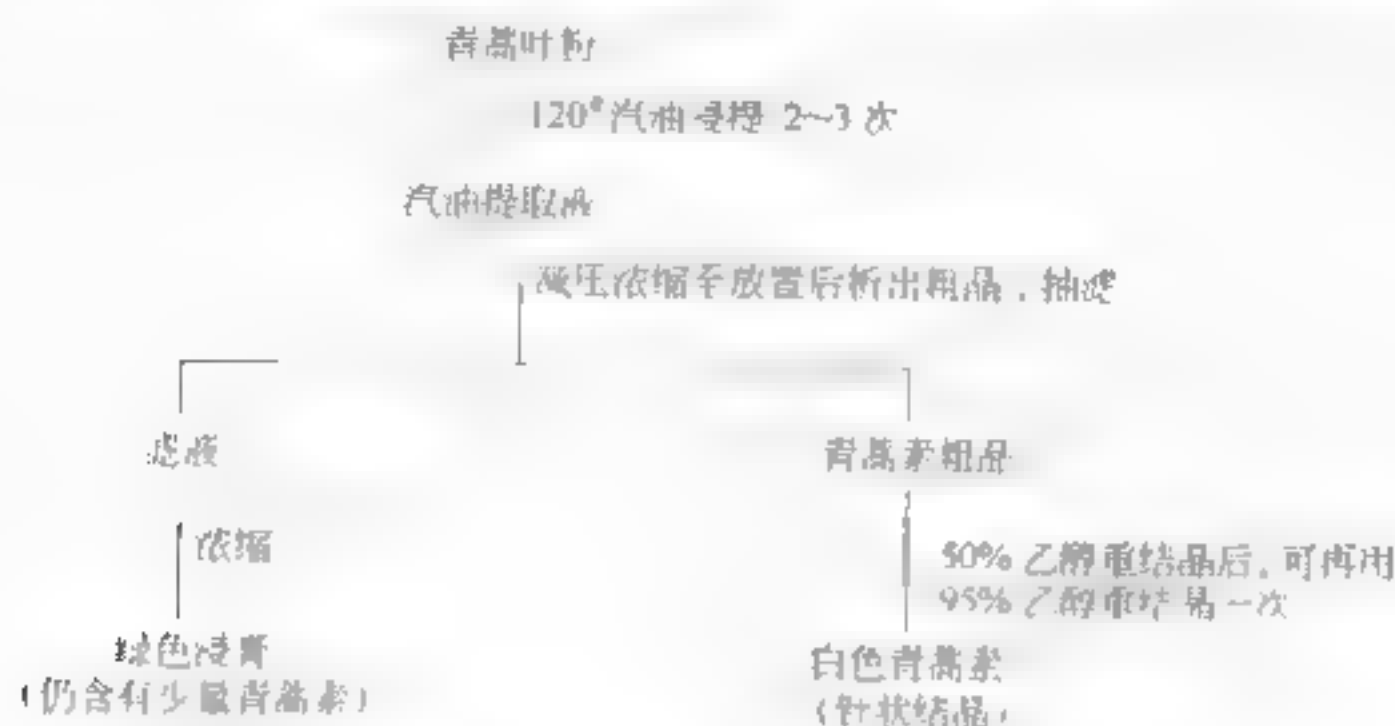 青蒿叶粉
120#汽油浸提 2～3 次
汽油提取液
减压浓缩至放置后析出粗品，抽滤
滤液
青蒿素粗品
浓缩
50% 乙醇重结晶后，可再用
95% 乙醇重结晶一次
绿色浸膏
(仍含有少量青蒿素)
白色青蒿素
(针状结晶)